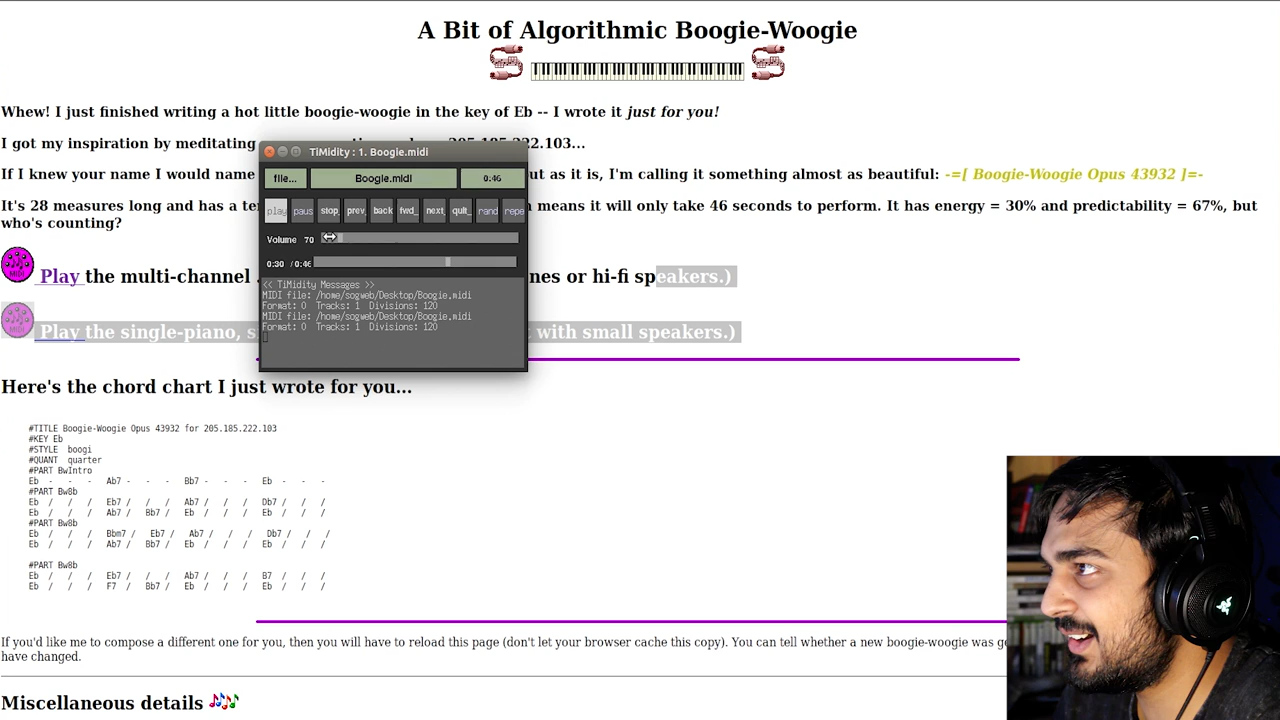 A Bit of Algorithmic Boogie-Woogie
Whew! I just finished writing a hot little boogie-woogie in the key of Eb -- I wrote it just for you!
I got my inspiration by meditating 205.185.222.103...
If I knew your name I would name but as it is, I'm calling it something almost as beautiful: -=[ Boogie-Woogie Opus 43932 ]=-
It's 28 measures long and has a means it will only take 46 seconds to perform. It has energy = 30% and predictability = 67%, but
who's counting?
TiMidity : 1. Boogie.midi
file... Boogie.midi 0:46
play paus stop prev back fwd next quit rand repe
Volume 70
0:30 /0:46
<< TiMidity Messages >>
MIDI file: /home/sogweb/Desktop/Boogie.midi
Format: 0 Tracks: 1 Divisions: 120
MIDI file: /home/sogweb/Desktop/Boogie.midi
Format: 0 Tracks: 1 Divisions: 120
MIDI Play the multi-channel or hi-fi speakers.)
MIDI Play the single-piano, with small speakers.)
Here's the chord chart I just wrote for you...
#TITLE Boogie-Woogie Opus 43932 for 205.185.222.103
#KEY Eb
#STYLE boogi
#QUANT quarter
#PART BwIntro
Eb - - - Ab7 - - - Bb7 - - - Eb - - -
#PART Bw8b
Eb / / / Eb7 / / / Ab7 / / / Db7 / / /
Eb / / / Ab7 / Bb7 / Eb / / / Eb / / /
#PART Bw8b
Eb / / / Bbm7 / Eb7 / Ab7 / / / Db7 / / /
Eb / / / Ab7 / Bb7 / Eb / / / Eb / / /
#PART Bw8b
Eb / / / Eb7 / / / Ab7 / / / B7 / / /
Eb / / / F7 / Bb7 / Eb / / / Eb / / /
If you'd like me to compose a different one for you, then you will have to reload this page (don't let your browser cache this copy). You can tell whether a new boogie-woogie was
have changed.
Miscellaneous details